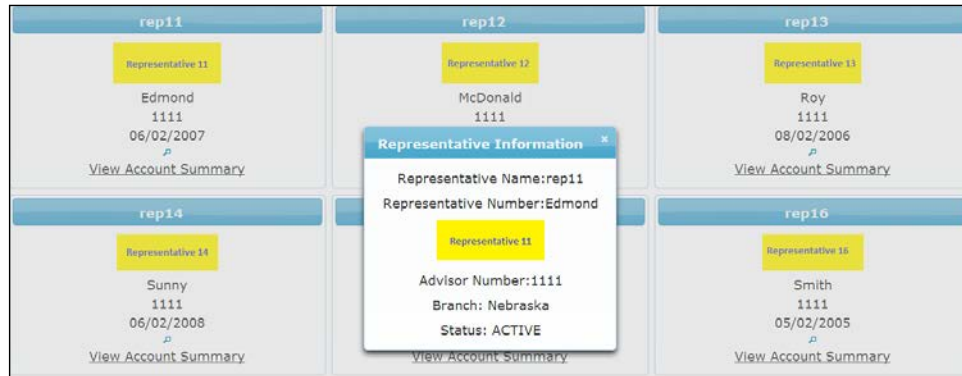 rep11
Representative 11
Edmond
1111
06/02/2007
View Account Summary
rep12
Representative 12
McDonald
1111
rep13
Representative 13
Roy
1111
08/02/2006
View Account Summary
Representative Information ×
Representative Name:rep11
Representative Number:Edmond
Representative 11
Advisor Number:1111
Branch: Nebraska
Status: ACTIVE
rep14
Representative 14
Sunny
1111
06/02/2008
View Account Summary
View Account Summary
rep16
Representative 16
Smith
1111
05/02/2005
View Account Summary